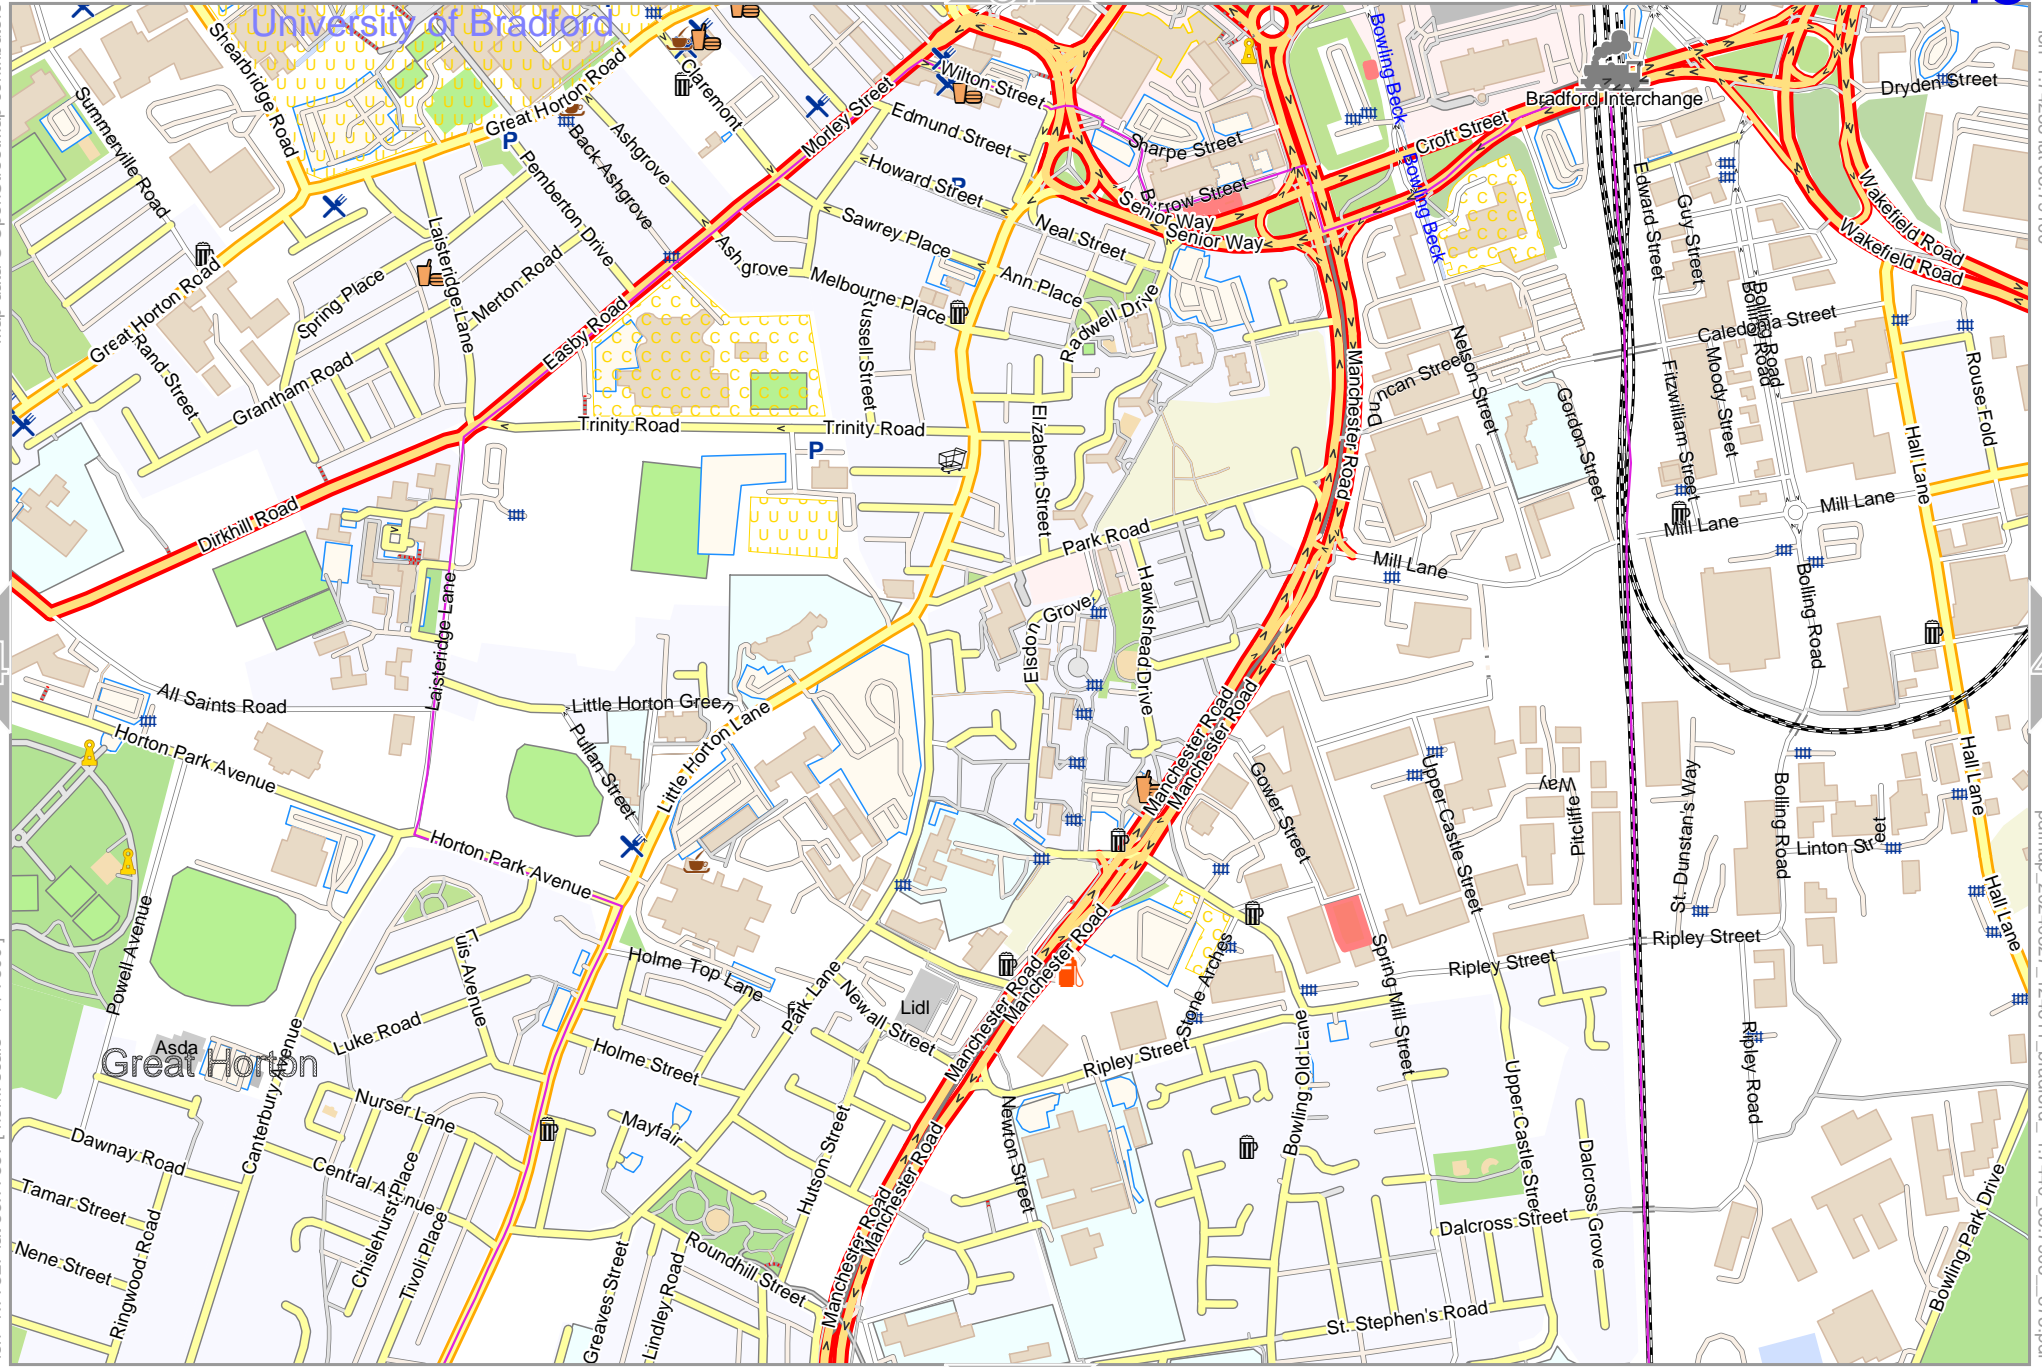 University of Bradford
Shearbridge Road
Summerville Road
Great Horton Road
Claremont
Wilton Street
Morley Street
Edmund Street
Howard Street
Sharpe Street
Bowling Beck
Croft Street
Bradford Interchange
Dryden Street
P
Ashgrove
Back Ashgrove
Pemberton Drive
P
Laisteridge Lane
Sawrey Place
Neal Street
Senior Way
Senior Way
Bowling Beck
Edward Street
Guy Street
Wakefield Road
Wakefield Road
Great Horton Road
Spring Place
Merton Road
Ashgrove
Melbourne Place
Ann Place
Radwell Drive
Rand Street
Grantham Road
Easby Road
Manchester Road
Nelson Street
Bolling Road
Bolling Road
Caledonia Street
Moody Street
Fitzwilliam Street
Rouse Fold
Gordon Street
Hall Lane
Trinity Road
Trinity Road
P
Elizabeth Street
Dirkhill Road
Park Road
Mill Lane
Mill Lane
Mill Lane
Laisteridge Lane
Elson Grove
Hawkshead Drive
Bolling Road
All Saints Road
Little Horton Green
Horton Park Avenue
Pullan Street
Little Horton Lane
Manchester Road
Manchester Road
Gower Street
Upper Castle Street
Pitcliffe Way
St. Dunstan's Way
Bolling Road
Linton Street
Hall Lane
Hall Lane
Horton Park Avenue
Powell Avenue
Holme Top Lane
Park Lane
Newall Street
Lidl
Manchester Road
Manchester Road
Stone Arches
Spring Mill Street
Ripley Street
Ripley Street
Luke Road
Asda
Great Horton
Canterbury Avenue
Holme Street
Ripley Street
Bowling Old Lane
Ripley Road
Nurser Lane
Mayfair
Hutson Street
Newton Street
Upper Castle Street
Dalcross Grove
Dawnay Road
Central Avenue
Tamar Street
Chislehurst Place
Tivoli Place
Manchester Road
Manchester Road
Dalcross Street
Bowling Park Drive
Nene Street
Ringwood Road
Greaves Street
Lindley Road
Roundhill Street
St. Stephen's Road